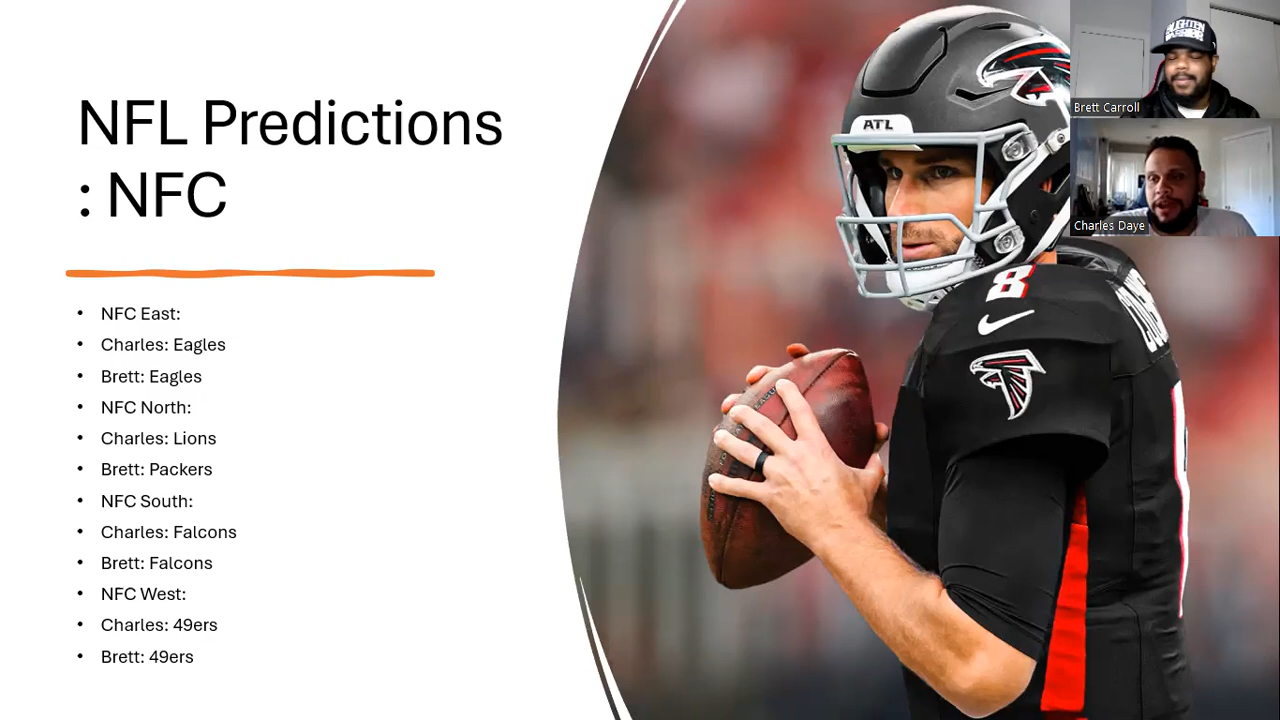 NFL Predictions
: NFC
• NFC East:
• Charles: Eagles
• Brett: Eagles
• NFC North:
• Charles: Lions
• Brett: Packers
• NFC South:
• Charles: Falcons
• Brett: Falcons
• NFC West:
• Charles: 49ers
• Brett: 49ers
ATL
8
Brett Carroll
Charles Daye